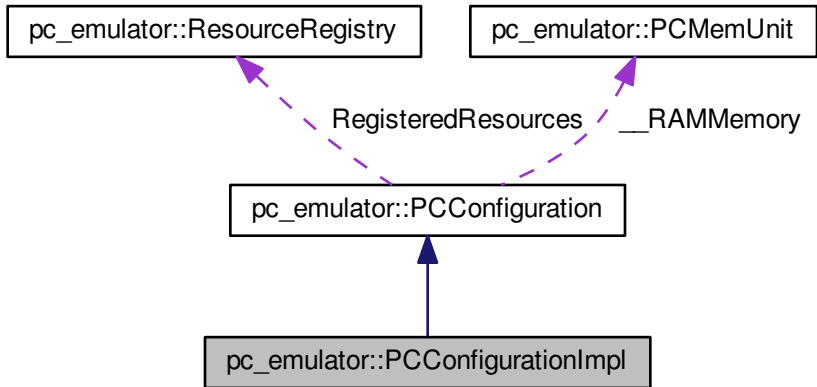 pc_emulator::ResourceRegistry
pc_emulator::PCMemUnit
RegisteredResources
__RAMMemory
pc_emulator::PCConfiguration
pc_emulator::PCConfigurationImpl